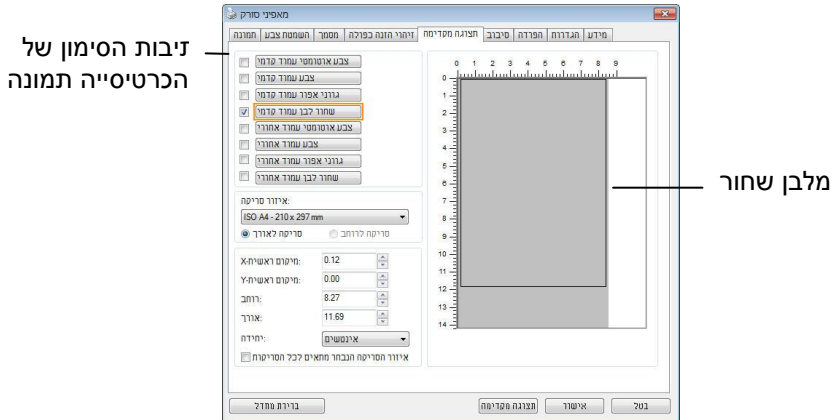 מאפיני סורק
תמונה השמטת צבע מסמך זיהוי הזנה כפולה תצוגה מקדימה סיבוב הפרדה הגדרות מידע
תיבות הסימון של
הכרטיסייה תמונה
צבע אוטומטי עמוד קדמי
צבע עמוד קדמי
גווני אפור עמוד קדמי
שחור לבן עמוד קדמי
צבע אוטומטי עמוד אחורי
צבע עמוד אחורי
גווני אפור עמוד אחורי
שחור לבן עמוד אחורי
איזור סריקה:
ISO A4 - 210 x 297 mm
סריקה לאורך סריקה לרוחב
X-מיקום ראשית: 0.12
Y-מיקום ראשית: 0.00
רוחב: 8.27
אורך: 11.69
יחידה: אינטשים
איזור הסריקה הנבחר מתאים לכל הסריקות
0 1 2 3 4 5 6 7 8 9
0
1
2
3
4
5
6
7
8
9
10
11
12
13
14
מלבן שחור
ברירת מחדל תצוגה מקדימה אישור בטל